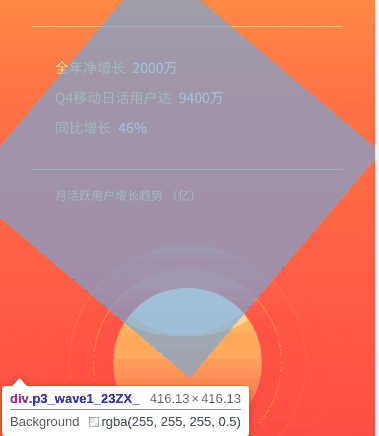 全年净增长 2000万
Q4移动日活用户达 9400万
同比增长 46%
月活跃用户增长趋势 （亿）
div.p3_wave1_23ZX_ 416.13×416.13
Background rgba(255, 255, 255, 0.5)